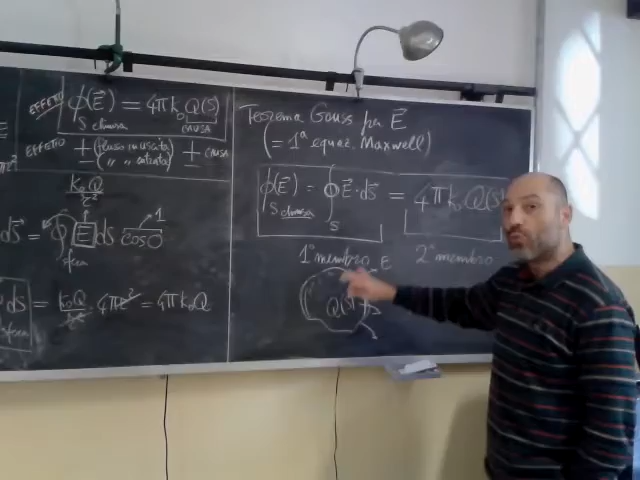 EFFETTO ϕ(E⃗) = 4πk₀Q(S)
S chiusa CAUSA
EFFETTO ± (flusso in uscita) ± CAUSA
(" " entrata)
k₀Q
r²
dS⃗ = ∮ E dS cos0 1
sfera
dS = k₀Q/r² 4πr² = 4πk₀Q
sfera
Teorema Gauss per E⃗
(= 1ª equaz. Maxwell)
ϕ(E⃗) = ∮ E⃗·dS⃗ = 4πk₀Q(S)
S chiusa S
1° membro 2° membro
E
Q(S) S